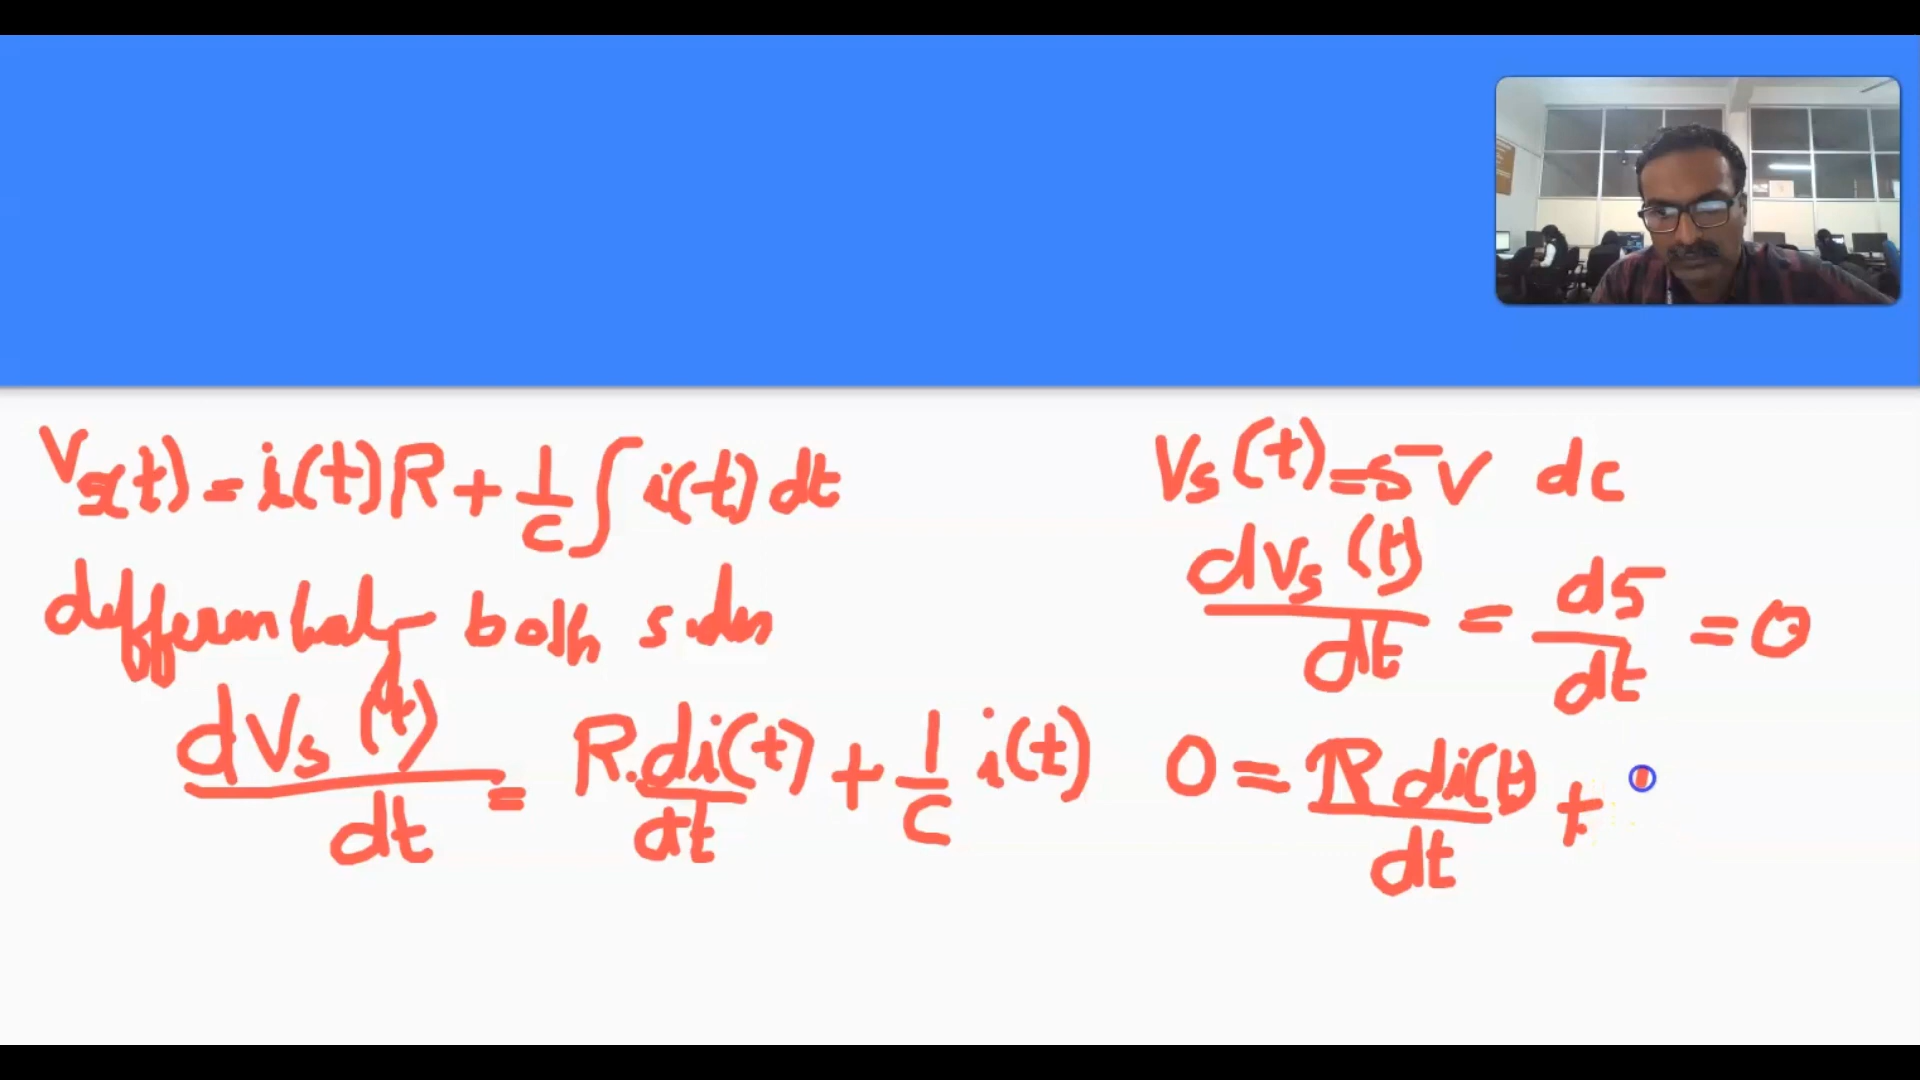 Vs(t) = i(t)R + 1/C ∫ i(t) dt
differentiating both sides
dVs(t)/dt = R.di(t)/dt + 1/C i(t)
Vs(t) = 5V dc
dVs(t)/dt = d5/dt = 0
0 = R di(t)/dt +